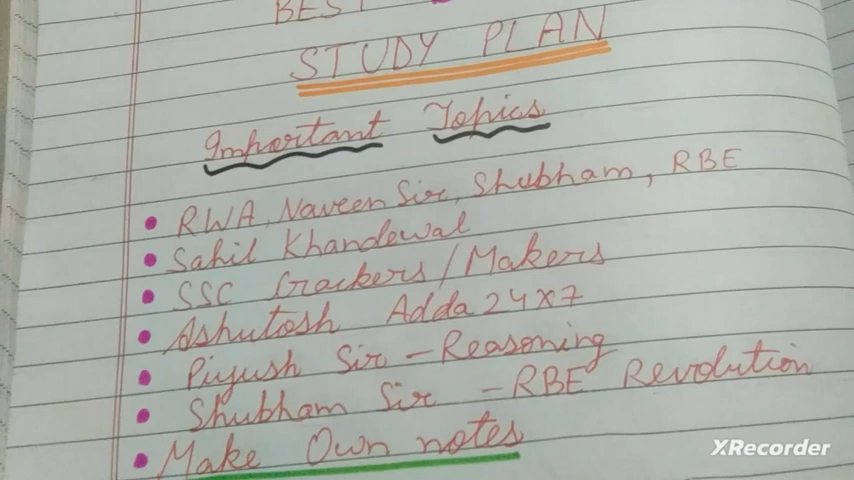 BEST
STUDY PLAN
Important Topics
RWA, Naveen Sir, Shubham, RBE
Sahil Khandewal
SSC Crackers/Makers
Ashutosh Adda 24x7
Piyush Sir - Reasoning
Shubham Sir - RBE Revolution
Make Own notes
XRecorder